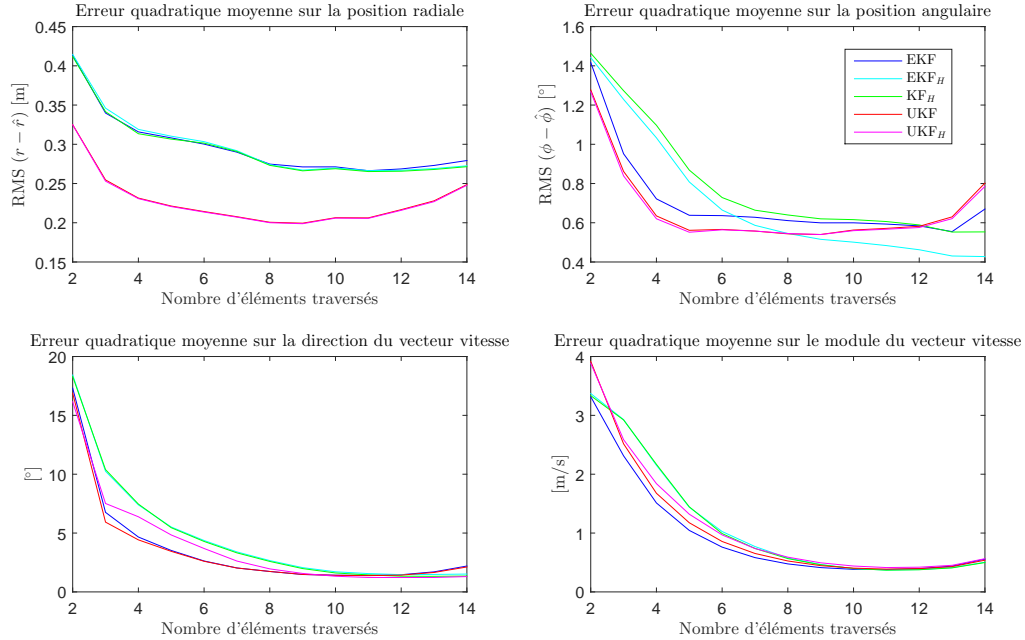 Erreur quadratique moyenne sur la position radiale
0.45
0.4
0.35
0.3
0.25
0.2
0.15
RMS (r − r̂) [m]
2 4 6 8 10 12 14
Nombre d'éléments traversés
Erreur quadratique moyenne sur la position angulaire
1.6
1.4
1.2
1
0.8
0.6
0.4
RMS (ϕ − ϕ̂) [°]
EKF
EKF_H
KF_H
UKF
UKF_H
2 4 6 8 10 12 14
Nombre d'éléments traversés
Erreur quadratique moyenne sur la direction du vecteur vitesse
20
15
10
5
0
[°]
2 4 6 8 10 12 14
Nombre d'éléments traversés
Erreur quadratique moyenne sur le module du vecteur vitesse
4
3
2
1
0
[m/s]
2 4 6 8 10 12 14
Nombre d'éléments traversés